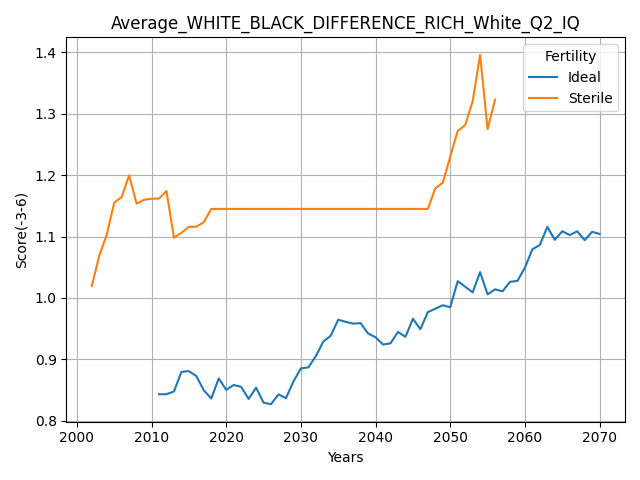 Average_WHITE_BLACK_DIFFERENCE_RICH_White_Q2_IQ
Fertility
Ideal
Sterile
Score(-3-6)
1.4
1.3
1.2
1.1
1.0
0.9
0.8
2000 2010 2020 2030 2040 2050 2060 2070
Years